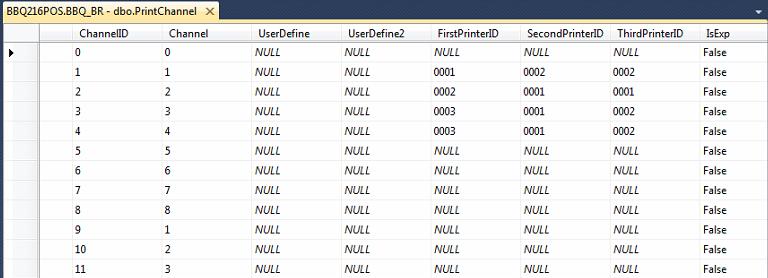 BBQ216POS.BBQ_BR - dbo.PrintChannel
ChannelID Channel UserDefine UserDefine2 FirstPrinterID SecondPrinterID ThirdPrinterID IsExp
0 0 NULL NULL NULL NULL NULL False
1 1 NULL NULL 0001 0002 0002 False
2 2 NULL NULL 0002 0001 0001 False
3 3 NULL NULL 0003 0001 0002 False
4 4 NULL NULL 0003 0001 0002 False
5 5 NULL NULL NULL NULL NULL False
6 6 NULL NULL NULL NULL NULL False
7 7 NULL NULL NULL NULL NULL False
8 8 NULL NULL NULL NULL NULL False
9 1 NULL NULL NULL NULL NULL False
10 2 NULL NULL NULL NULL NULL False
11 3 NULL NULL NULL NULL NULL False